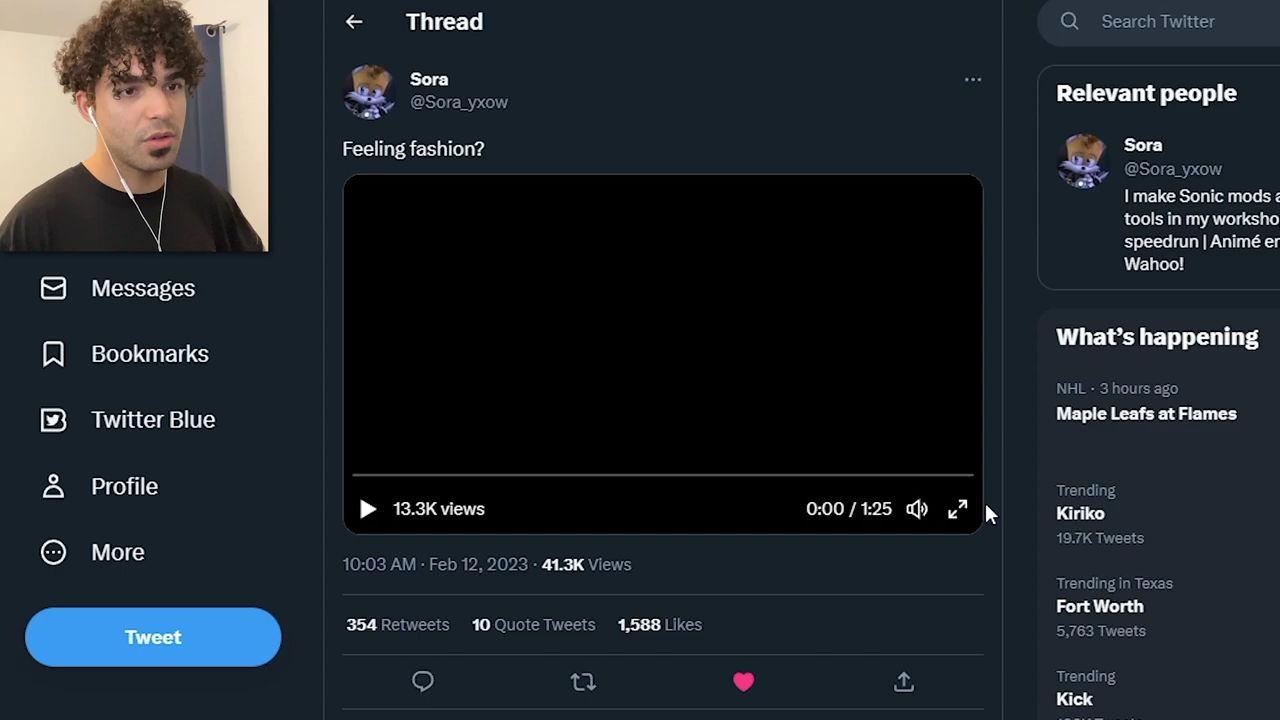 Thread
Search Twitter
Sora
@Sora_yxow
Feeling fashion?
13.3K views
0:00 / 1:25
10:03 AM · Feb 12, 2023 · 41.3K Views
354 Retweets 10 Quote Tweets 1,588 Likes
Messages
Bookmarks
Twitter Blue
Profile
More
Tweet
Relevant people
Sora
@Sora_yxow
I make Sonic mods
tools in my
speedrun | Animé
Wahoo!
What's happening
NHL · 3 hours ago
Maple Leafs at Flames
Trending
Kiriko
19.7K Tweets
Trending in Texas
Fort Worth
5,763 Tweets
Trending
Kick